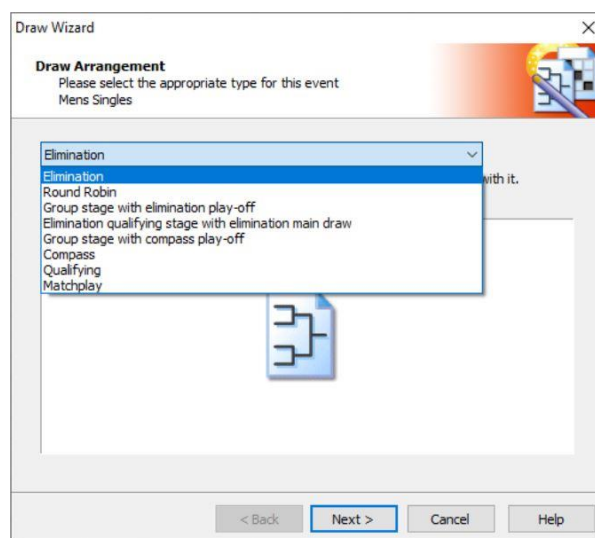 Draw Wizard
Draw Arrangement
Please select the appropriate type for this event
Mens Singles
Elimination
Elimination
with it.
Round Robin
Group stage with elimination play-off
Elimination qualifying stage with elimination main draw
Group stage with compass play-off
Compass
Qualifying
Matchplay
< Back Next > Cancel Help